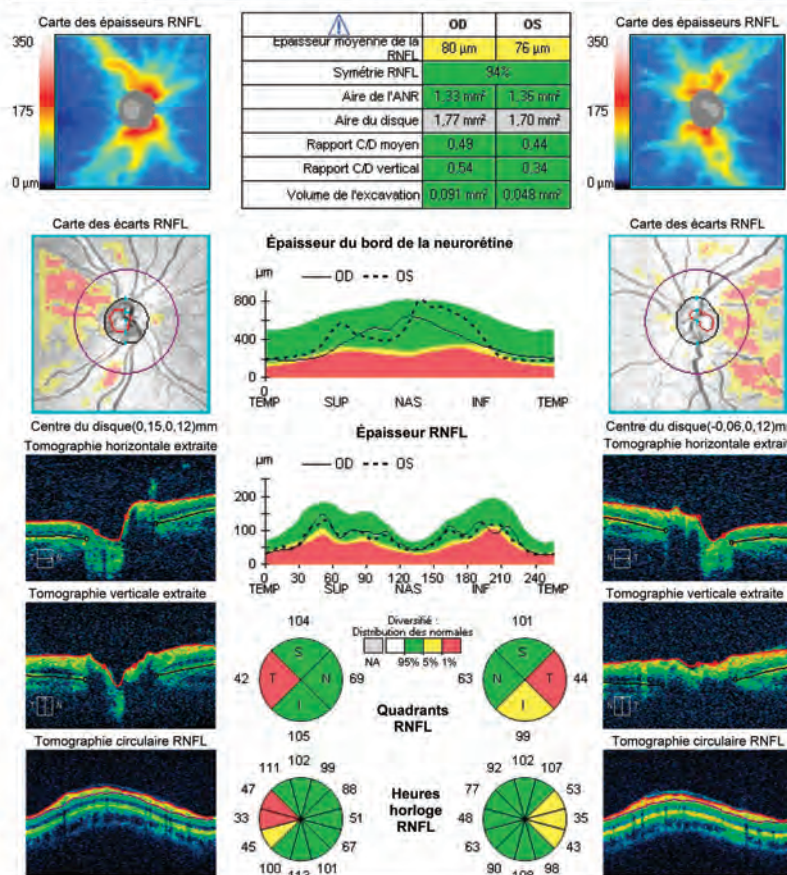 Carte des épaisseurs RNFL
350
175
0 µm
OD OS
Epaisseur moyenne de la RNFL 80 µm 76 µm
Symétrie RNFL 94%
Aire de l'ANR 1,33 mm² 1,36 mm²
Aire du disque 1,77 mm² 1,70 mm²
Rapport C/D moyen 0,49 0,44
Rapport C/D vertical 0,54 0,34
Volume de l'excavation 0,091 mm³ 0,048 mm³
Carte des épaisseurs RNFL
350
175
0 µm
Carte des écarts RNFL
Centre du disque(0,15,0,12)mm
Épaisseur du bord de la neurorétine
µm
OD OS
800
400
0
0
TEMP SUP NAS INF TEMP
Carte des écarts RNFL
Centre du disque(-0,06,0,12)m
Tomographie horizontale extraite
Épaisseur RNFL
µm
OD OS
200
100
0
0 30 60 90 120 150 180 210 240
TEMP SUP NAS INF TEMP
Tomographie horizontale extraite
Tomographie verticale extraite
T N
Diversifié :
Distribution des normales
NA 95% 5% 1%
104
S
42 T N 69
I
105
101
S
63 N T 44
I
99
Quadrants
RNFL
Tomographie verticale extraite
Tomographie circulaire RNFL
111 102 99
47 88
33 51
45 67
100 113 101
Heures
horloge
RNFL
92 102 107
77 53
48 35
63 43
90 108 98
Tomographie circulaire RNFL